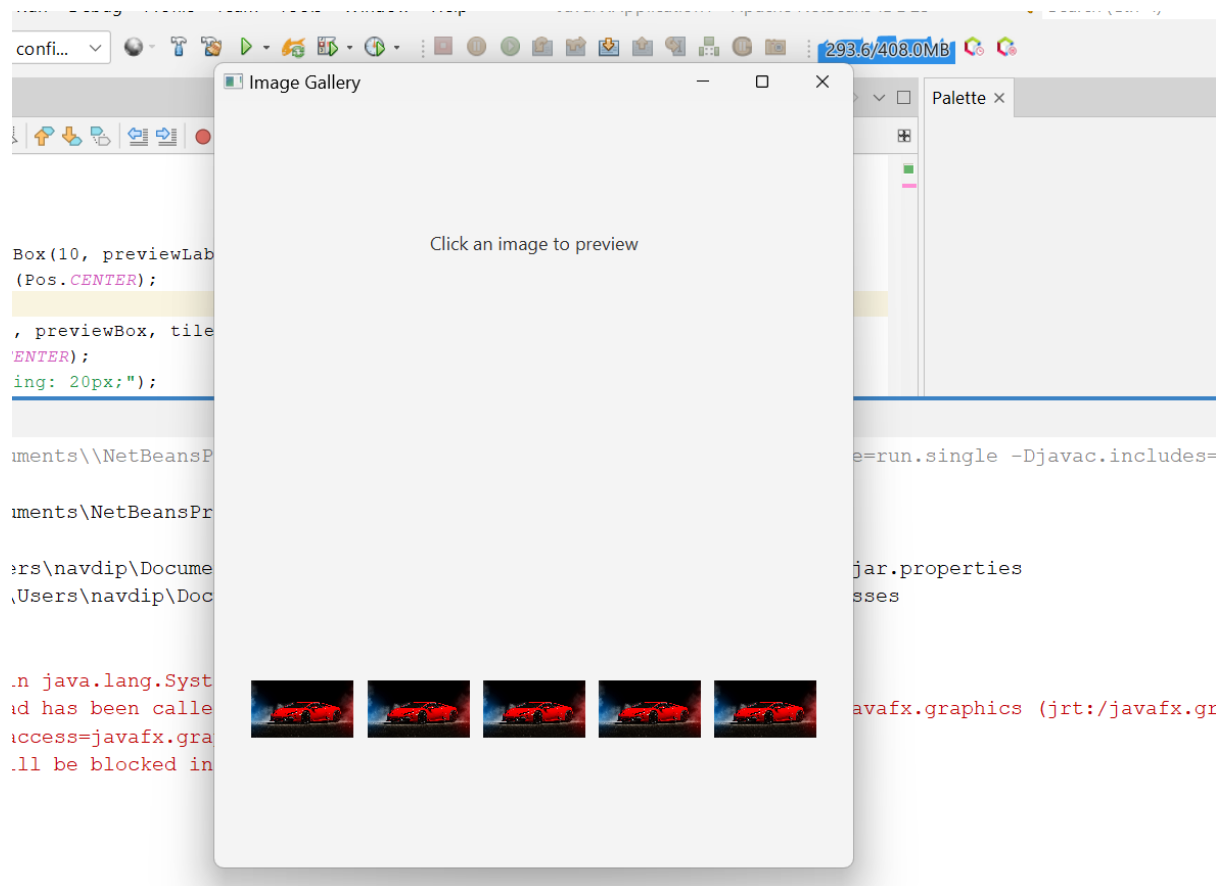 confi...
293.6/408.0MB
Image Gallery
Palette
Click an image to preview
Box(10, previewLab
(Pos.CENTER);
, previewBox, tile
ENTER);
ing: 20px;");
uments\\NetBeansP
e=run.single -Djavac.includes=
uments\NetBeansPr
ers\navdip\Docume
jar.properties
\Users\navdip\Doc
sses
in java.lang.Syst
ad has been calle
avafx.graphics (jrt:/javafx.gr
access=javafx.gra
ill be blocked in